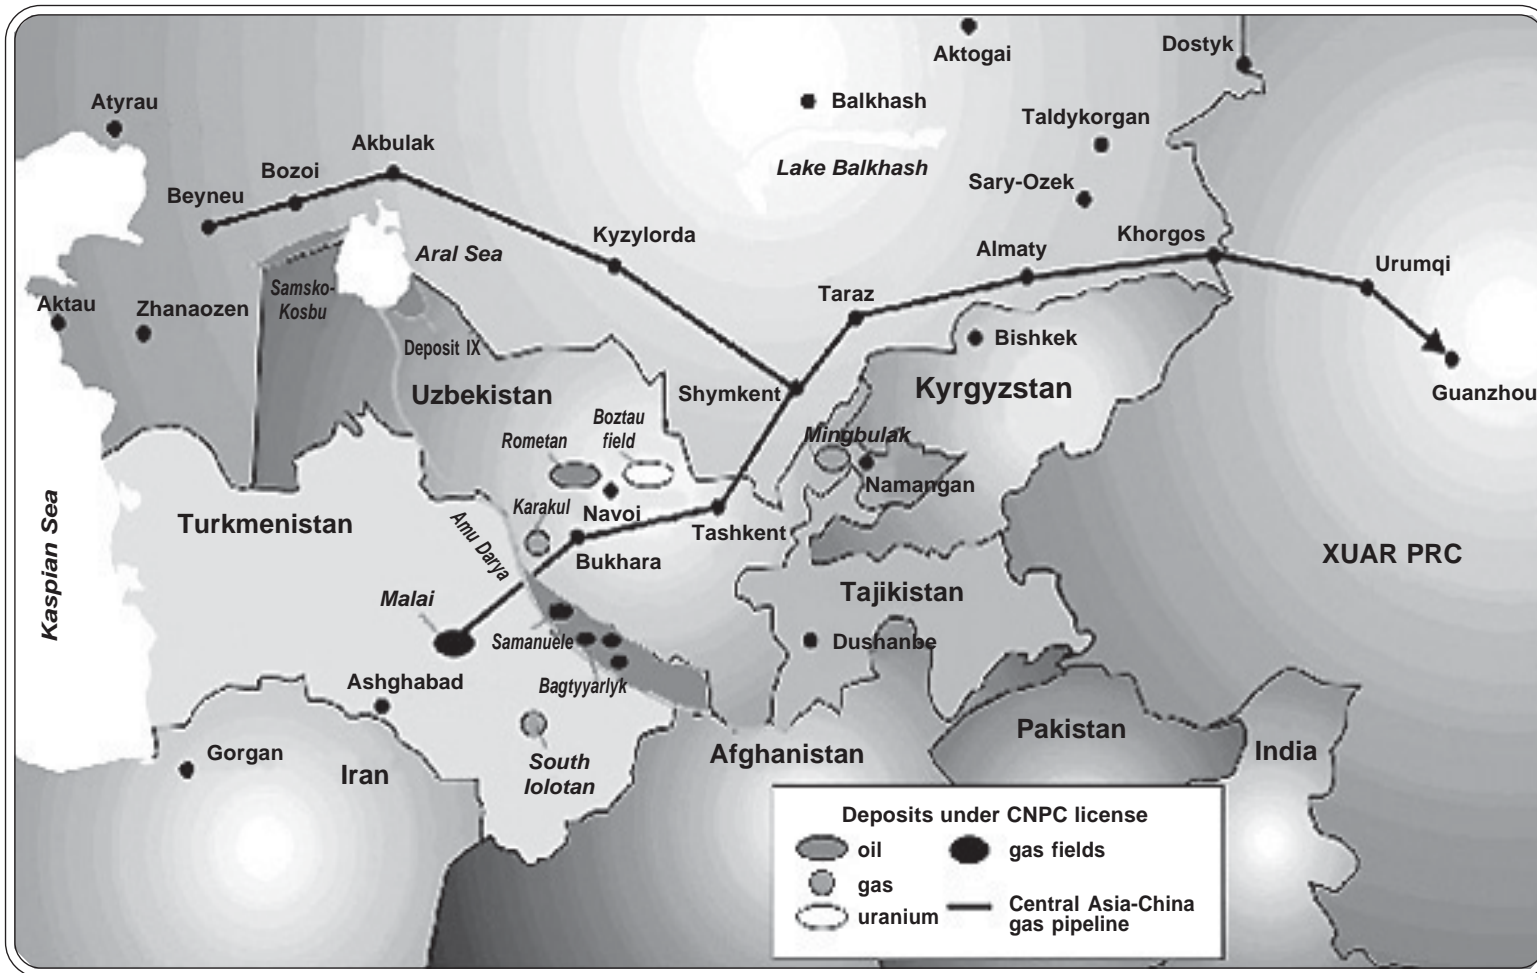 Aktogai
Dostyk
Atyrau
Balkhash
Taldykorgan
Akbulak
Bozoi
Lake Balkhash
Beyneu
Sary-Ozek
Kyzylorda
Khorgos
Aral Sea
Almaty
Urumqi
Samsko-
Kosbu
Taraz
Aktau
Zhanaozen
Bishkek
Deposit IX
Guanzhou
Uzbekistan
Shymkent
Kyrgyzstan
Boztau
field
Rometan
Mingbulak
Namangan
Karakul
Navoi
Turkmenistan
Tashkent
Amu Darya
Bukhara
XUAR PRC
Kaspian Sea
Malai
Tajikistan
Samanuele
Dushanbe
Ashghabad
Bagtyyarlyk
Pakistan
Gorgan
Iran
South
Iolotan
Afghanistan
India
Deposits under CNPC license
oil
gas fields
gas
uranium
Central Asia-China
gas pipeline